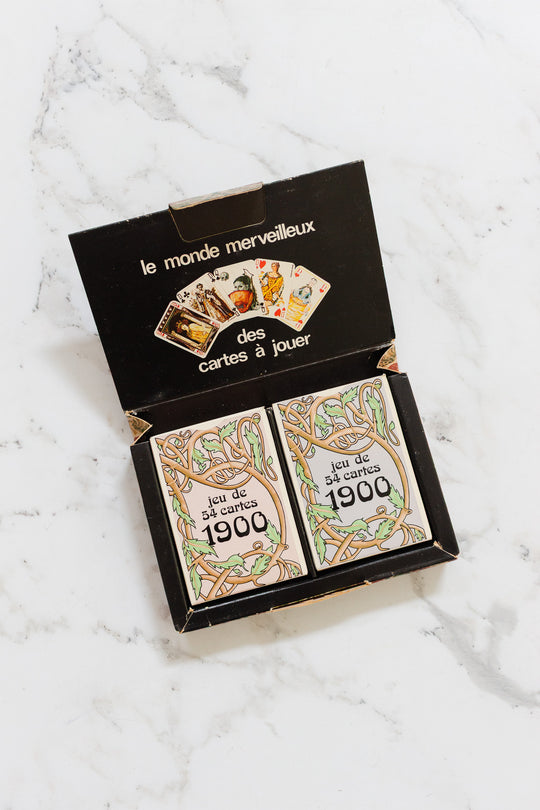 le monde merveilleux
des
cartes à jouer
jeu de
54 cartes
1900
jeu de
54 cartes
1900